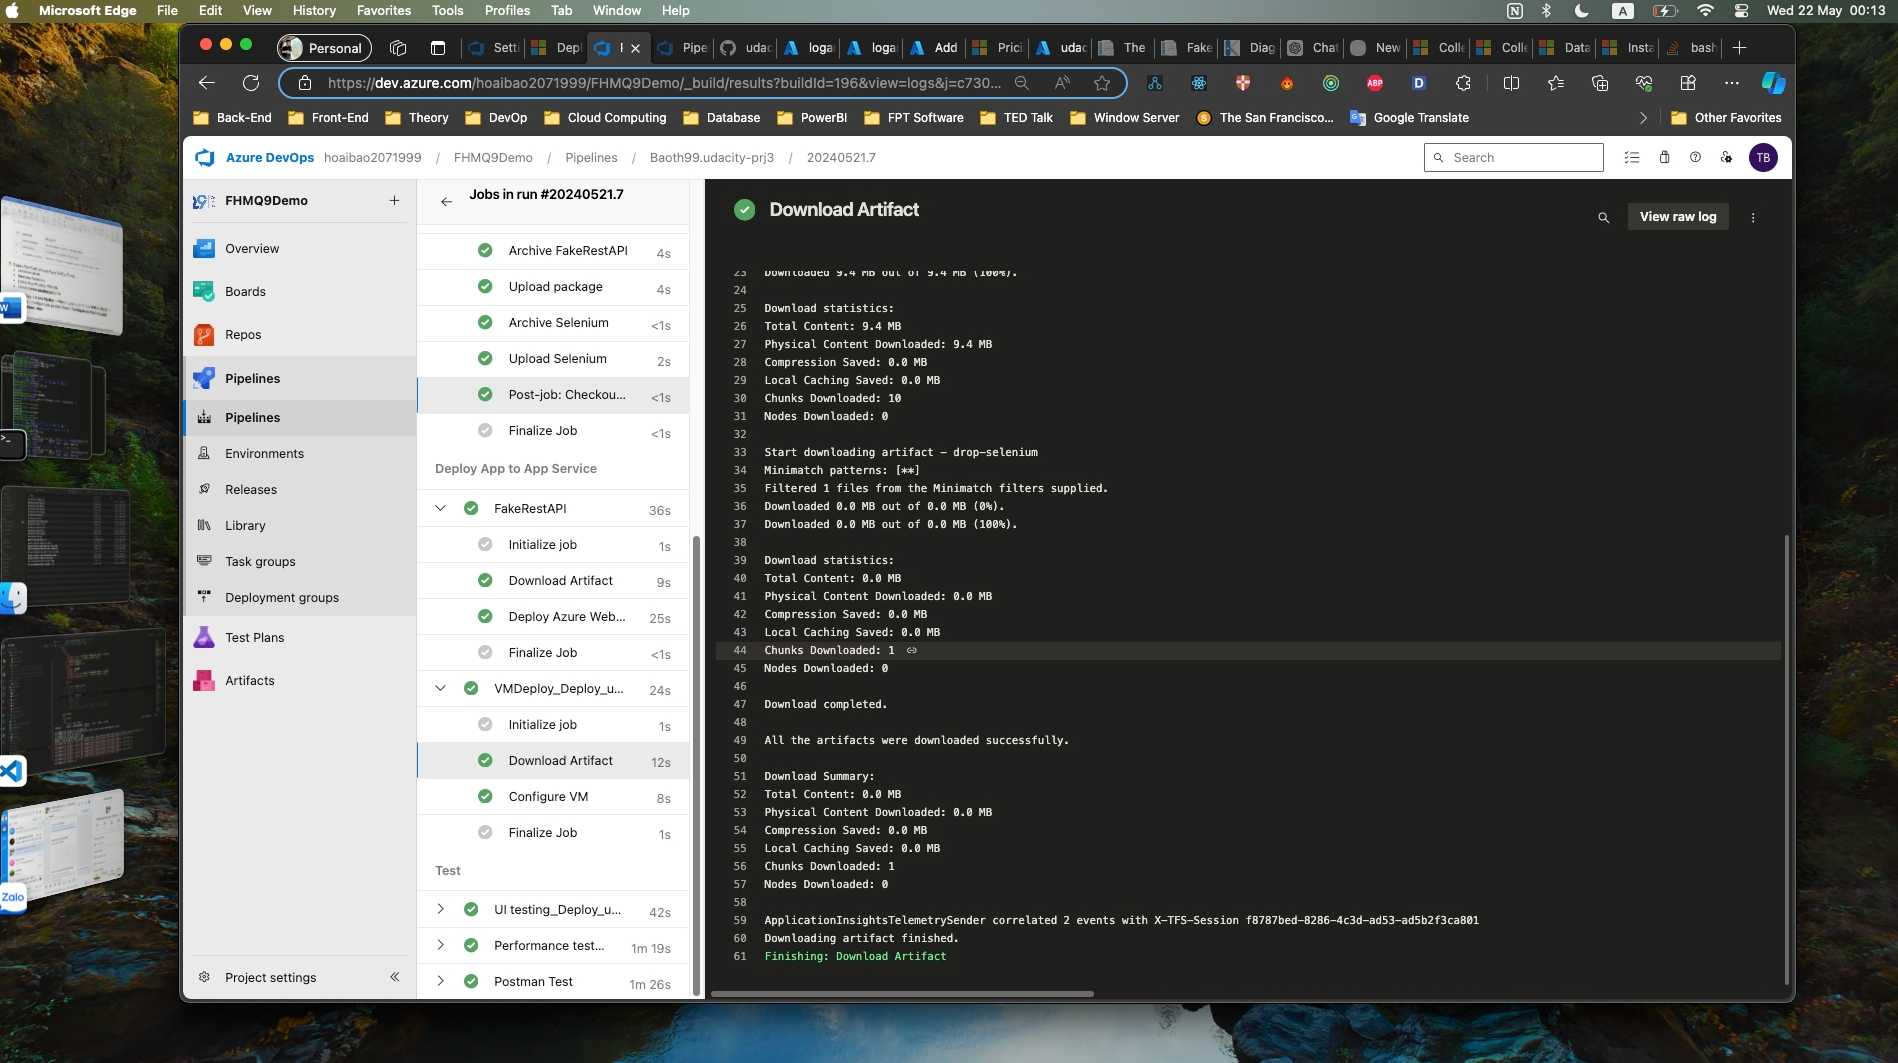 Microsoft Edge File Edit View History Favorites Tools Profiles Tab Window Help A Wed 22 May 00:13
Personal Setti Depl F Pipe udac loga loga Add Prici udac The Fake Diag Chat New Colle Colle Data Insta bash
https://dev.azure.com/hoaibao2071999/FHMQ9Demo/_build/results?buildId=196&view=logs&j=c730... ABP D
Back-End Front-End Theory DevOp Cloud Computing Database PowerBI FPT Software TED Talk Window Server The San Francisco... Google Translate Other Favorites
Azure DevOps hoaibao2071999 / FHMQ9Demo / Pipelines / Baoth99.udacity-prj3 / 20240521.7 Search TB
FHMQ9Demo
Overview
Boards
Repos
Pipelines
Pipelines
Environments
Releases
Library
Task groups
Deployment groups
Test Plans
Artifacts
Project settings
Jobs in run #20240521.7
Archive FakeRestAPI 4s
Upload package 4s
Archive Selenium <1s
Upload Selenium 2s
Post-job: Checkou... <1s
Finalize Job <1s
Deploy App to App Service
FakeRestAPI 36s
Initialize job 1s
Download Artifact 9s
Deploy Azure Web... 25s
Finalize Job <1s
VMDeploy_Deploy_u... 24s
Initialize job 1s
Download Artifact 12s
Configure VM 8s
Finalize Job 1s
Test
UI testing_Deploy_u... 42s
Performance test... 1m 19s
Postman Test 1m 26s
Download Artifact
View raw log
23 Downloaded 9.4 MB out of 9.4 MB (100%).
24
25 Download statistics:
26 Total Content: 9.4 MB
27 Physical Content Downloaded: 9.4 MB
28 Compression Saved: 0.0 MB
29 Local Caching Saved: 0.0 MB
30 Chunks Downloaded: 10
31 Nodes Downloaded: 0
32
33 Start downloading artifact - drop-selenium
34 Minimatch patterns: [**]
35 Filtered 1 files from the Minimatch filters supplied.
36 Downloaded 0.0 MB out of 0.0 MB (0%).
37 Downloaded 0.0 MB out of 0.0 MB (100%).
38
39 Download statistics:
40 Total Content: 0.0 MB
41 Physical Content Downloaded: 0.0 MB
42 Compression Saved: 0.0 MB
43 Local Caching Saved: 0.0 MB
44 Chunks Downloaded: 1
45 Nodes Downloaded: 0
46
47 Download completed.
48
49 All the artifacts were downloaded successfully.
50
51 Download Summary:
52 Total Content: 0.0 MB
53 Physical Content Downloaded: 0.0 MB
54 Compression Saved: 0.0 MB
55 Local Caching Saved: 0.0 MB
56 Chunks Downloaded: 1
57 Nodes Downloaded: 0
58
59 ApplicationInsightsTelemetrySender correlated 2 events with X-TFS-Session f8787bed-8286-4c3d-ad53-ad5b2f3ca801
60 Downloading artifact finished.
61 Finishing: Download Artifact
Zalo